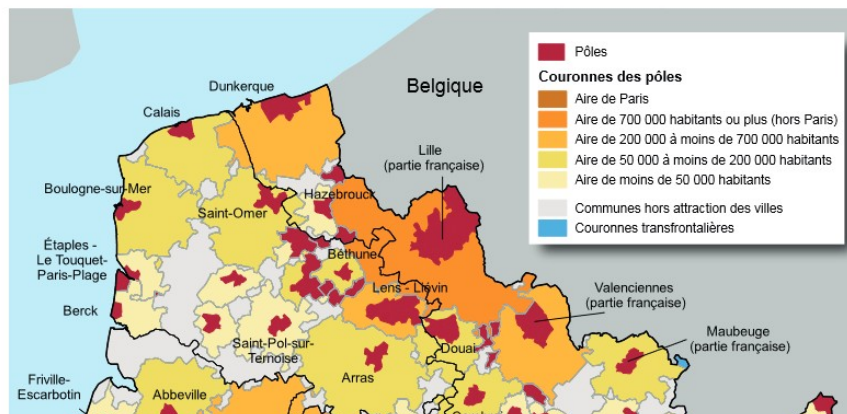 Belgique
Dunkerque
Calais
Lille
(partie française)
Boulogne-sur-Mer
Saint-Omer
Hazebrouck
Étaples -
Le Touquet-
Paris-Plage
Béthune
Berck
Lens - Liévin
Valenciennes
(partie française)
Saint-Pol-sur-
Ternoise
Douai
Maubeuge
(partie française)
Arras
Friville-
Escarbotin
Abbeville
Pôles
Couronnes des pôles
Aire de Paris
Aire de 700 000 habitants ou plus (hors Paris)
Aire de 200 000 à moins de 700 000 habitants
Aire de 50 000 à moins de 200 000 habitants
Aire de moins de 50 000 habitants
Communes hors attraction des villes
Couronnes transfrontalières